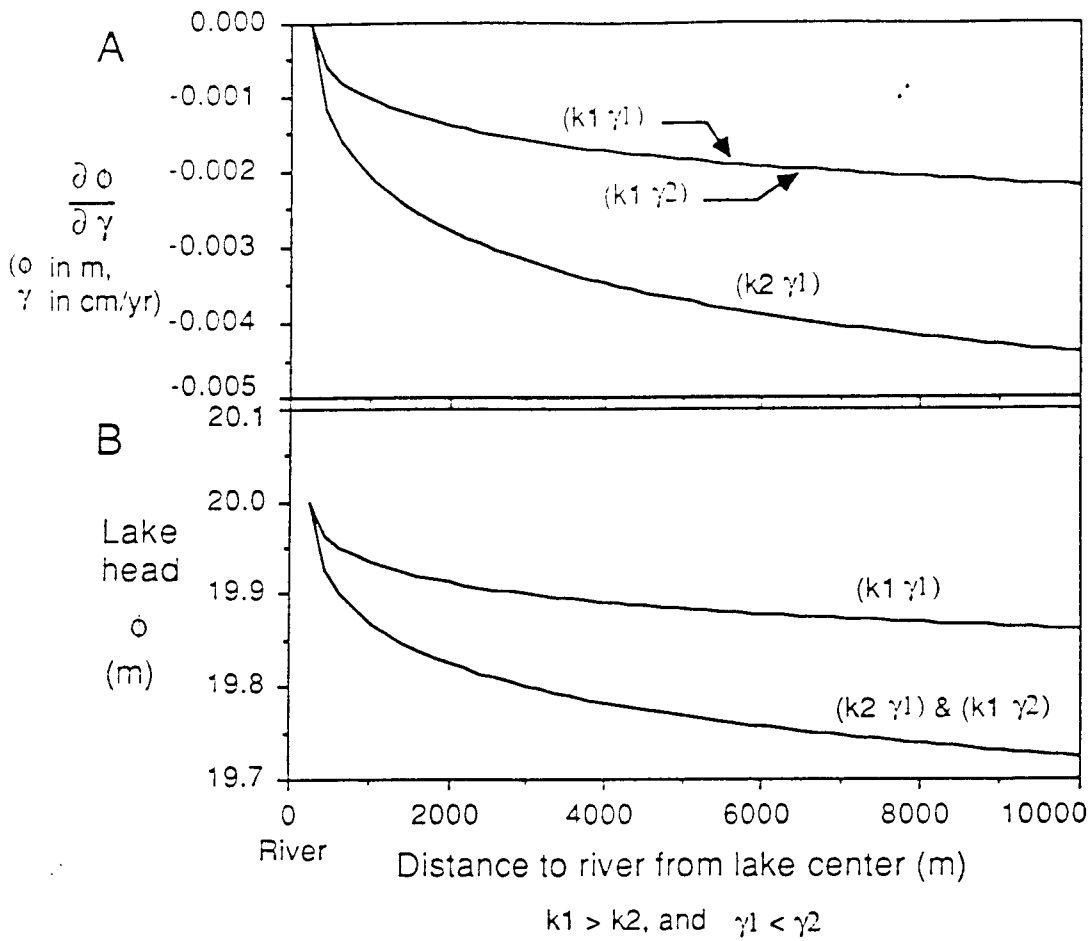 A
0.000
-0.001
-0.002
-0.003
-0.004
-0.005
∂ϕ
∂γ
(ϕ in m,
γ in cm/yr)
(k1 γ1)
(k1 γ2)
(k2 γ1)
B
20.1
20.0
19.9
19.8
19.7
Lake
head
ϕ
(m)
(k1 γ1)
(k2 γ1) & (k1 γ2)
0 2000 4000 6000 8000 10000
River
Distance to river from lake center (m)
k1 > k2, and γ1 < γ2